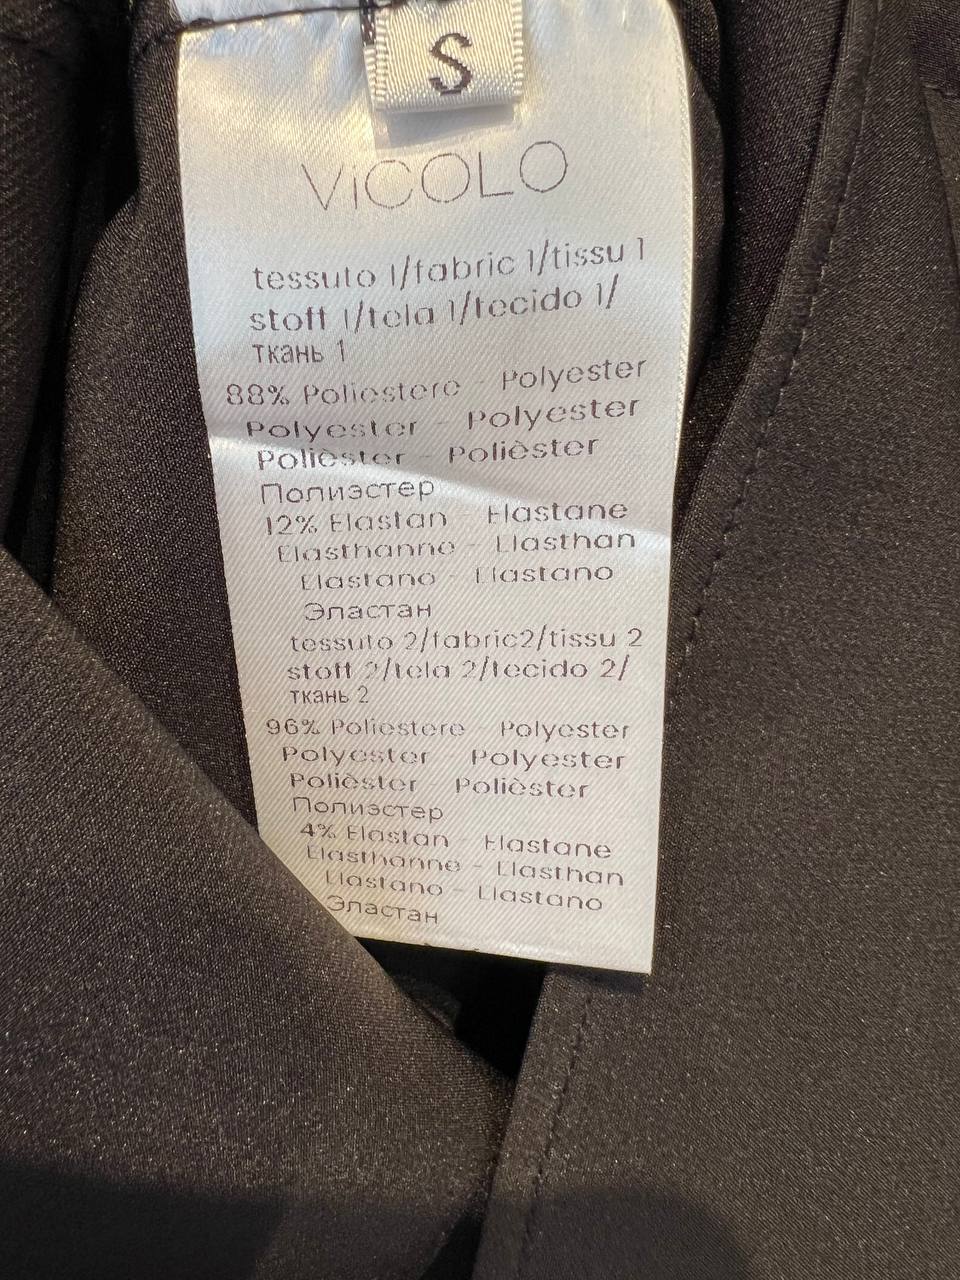 S
ViCOLO
tessuto 1/fabric 1/tissu 1
stoff 1/tela 1/tecido 1/
ткань 1
88% Poliestere - Polyester
Polyester - Polyester
Polièster - Polièster
Полиэстер
12% Elastan - Elastane
Elasthanne - Elasthan
Elastano - Elastano
Эластан
tessuto 2/fabric2/tissu 2
stoff 2/tela 2/tecido 2/
ткань 2
96% Poliestere - Polyester
Polyester Polyester
Polièster Polièster
Полиэстер
4% Elastan - Elastane
Elasthanne - Elasthan
Elastano - Elastano
Эластан